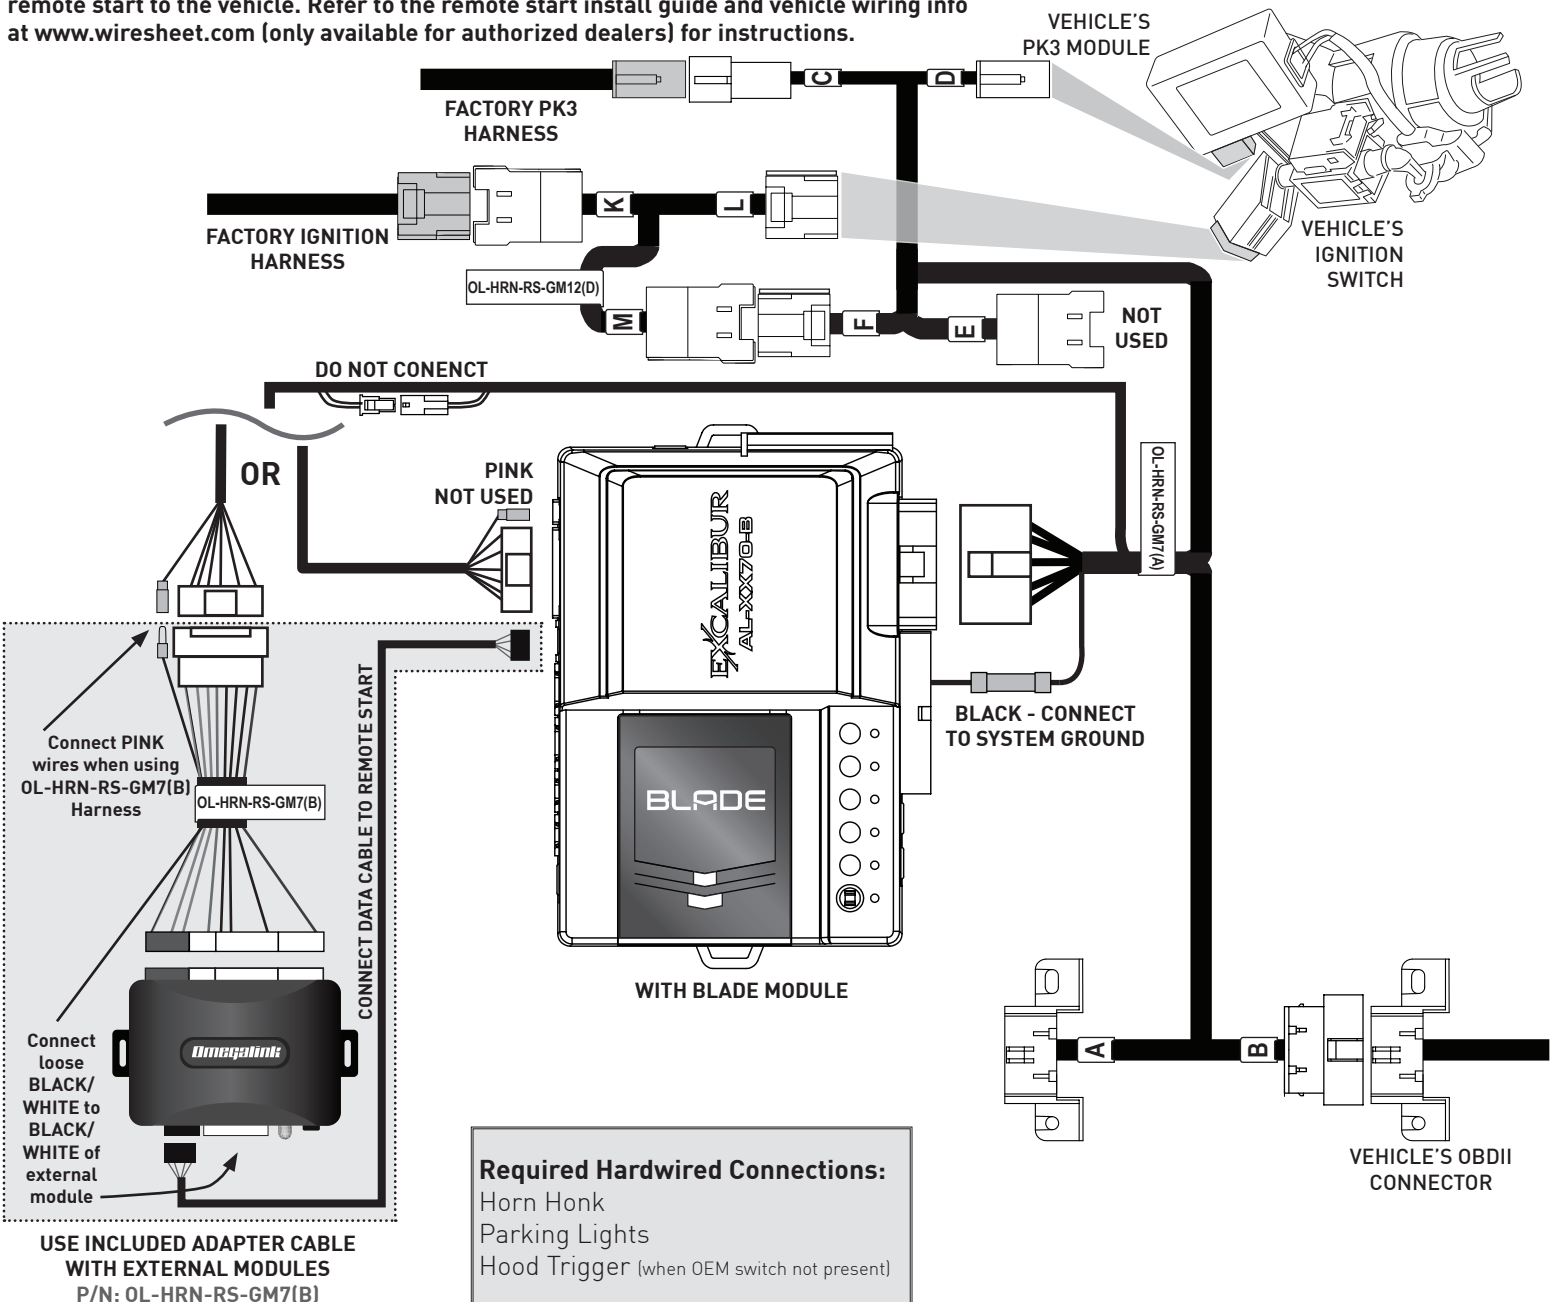 remote start to the vehicle. Refer to the remote start install guide and vehicle wiring info
at www.wiresheet.com (only available for authorized dealers) for instructions.
VEHICLE'S
PK3 MODULE
C
D
FACTORY PK3
HARNESS
K
L
FACTORY IGNITION
HARNESS
VEHICLE'S
IGNITION
SWITCH
OL-HRN-RS-GM12(D)
M
F
E
NOT
USED
DO NOT CONENCT
OR
PINK
NOT USED
OL-HRN-RS-GM7(A)
EXCALIBUR
AL-XX70-B
BLACK - CONNECT
TO SYSTEM GROUND
CONNECT DATA CABLE TO REMOTE START
Connect PINK
wires when using
OL-HRN-RS-GM7(B)
Harness
OL-HRN-RS-GM7(B)
BLADE
WITH BLADE MODULE
Omegalink
Connect
loose
BLACK/
WHITE to
BLACK/
WHITE of
external
module
A
B
VEHICLE'S OBDII
CONNECTOR
Required Hardwired Connections:
Horn Honk
Parking Lights
Hood Trigger (when OEM switch not present)
USE INCLUDED ADAPTER CABLE
WITH EXTERNAL MODULES
P/N: OL-HRN-RS-GM7(B)